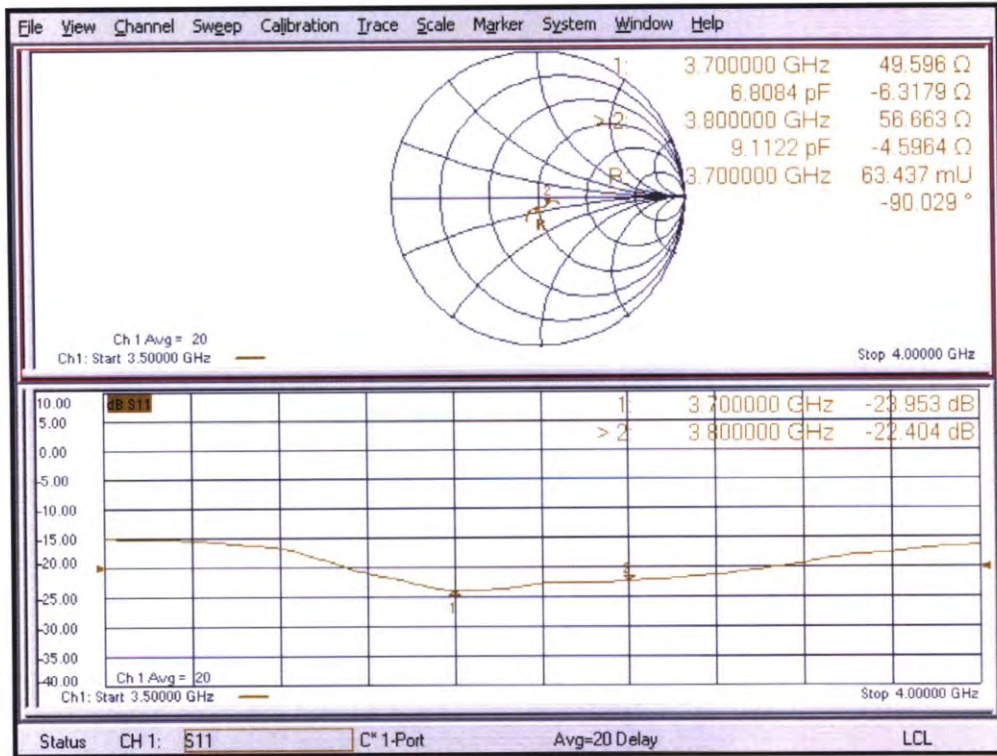 File View Channel Sweep Calibration Trace Scale Marker System Window Help
1: 3.700000 GHz 49.596 Ω
6.8084 pF -6.3179 Ω
> 2: 3.800000 GHz 56.663 Ω
9.1122 pF -4.5964 Ω
R: 3.700000 GHz 63.437 mU
-90.029 °
2
R
Ch 1 Avg = 20
Ch1: Start 3.50000 GHz
Stop 4.00000 GHz
dB S11
1: 3.700000 GHz -23.953 dB
> 2: 3.800000 GHz -22.404 dB
10.00
5.00
0.00
-5.00
-10.00
-15.00
-20.00
-25.00
-30.00
-35.00
-40.00
1
Ch 1 Avg = 20
Ch1: Start 3.50000 GHz
Stop 4.00000 GHz
Status CH 1: S11 C* 1-Port Avg=20 Delay LCL